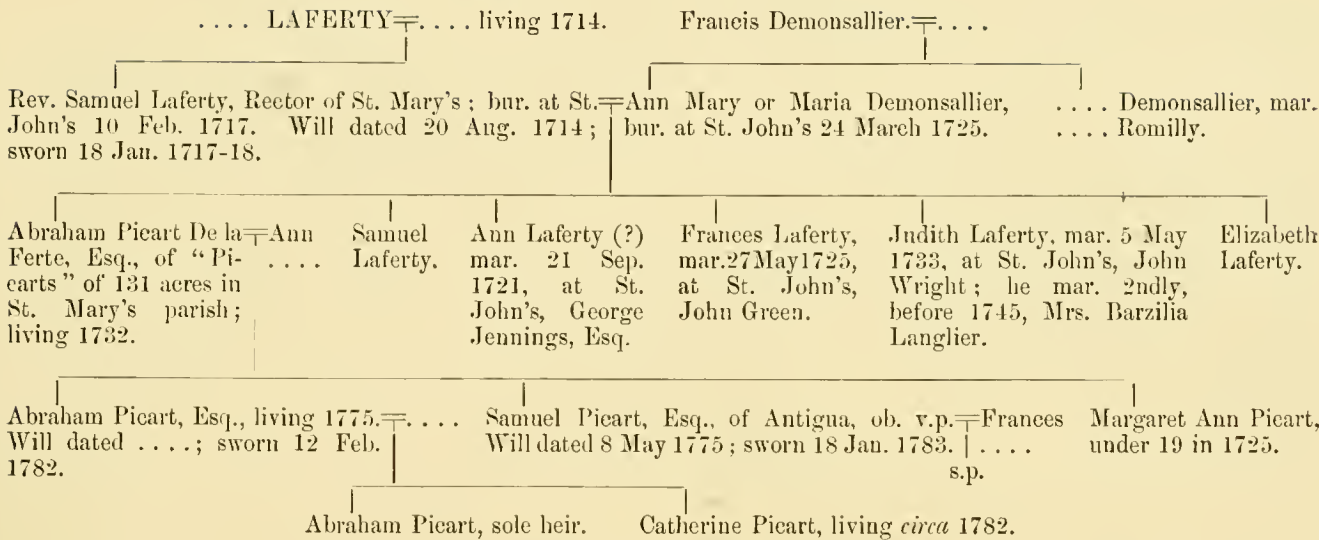 .... LAFERTY=.... living 1714. Francis Demonsallier.=....
Rev. Samuel Laferty, Rector of St. Mary's ; bur. at St.
John's 10 Feb. 1717. Will dated 20 Aug. 1714 ;
sworn 18 Jan. 1717-18.
=Ann Mary or Maria Demonsallier,
bur. at St. John's 24 March 1725.
.... Demonsallier, mar.
.... Romilly.
Abraham Picart De la
Ferte, Esq., of “Pi-
carts” of 131 acres in
St. Mary's parish ;
living 1732.
=Ann
....
Samuel
Laferty.
Ann Laferty (?)
mar. 21 Sep.
1721, at St.
John's, George
Jennings, Esq.
Frances Laferty,
mar. 27 May 1725,
at St. John's,
John Green.
Judith Laferty, mar. 5 May
1733, at St. John's, John
Wright ; he mar. 2ndly,
before 1745, Mrs. Barzilia
Langlier.
Elizabeth
Laferty.
Abraham Picart, Esq., living 1775.=....
Will dated .... ; sworn 12 Feb.
1782.
Samuel Picart, Esq., of Antigua, ob. v.p.=Frances
Will dated 8 May 1775 ; sworn 18 Jan. 1783. ....
s.p.
Margaret Ann Picart,
under 19 in 1725.
Abraham Picart, sole heir. Catherine Picart, living circa 1782.